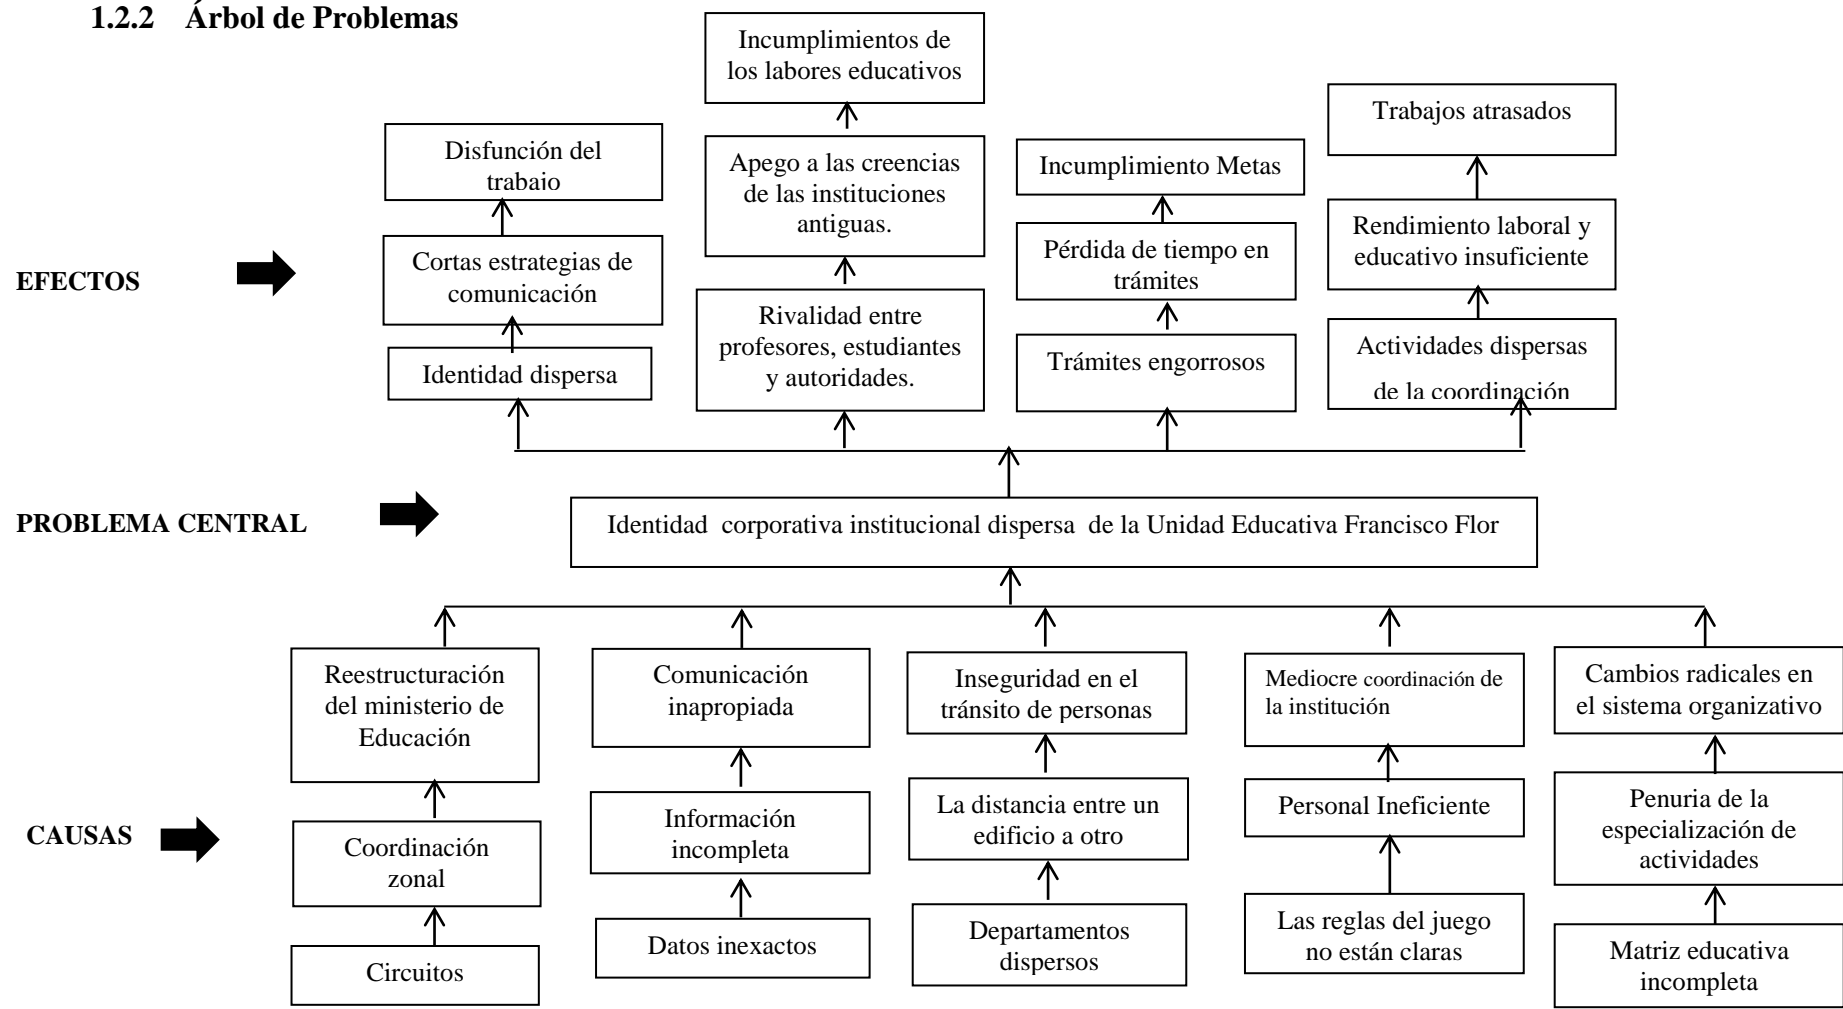 1.2.2 Árbol de Problemas
Incumplimientos de
los labores educativos
Trabajos atrasados
Disfunción del
trabajo
Apego a las creencias
de las instituciones
antiguas.
Incumplimiento Metas
Rendimiento laboral y
educativo insuficiente
EFECTOS
Cortas estrategias de
comunicación
Pérdida de tiempo en
trámites
Rivalidad entre
profesores, estudiantes
y autoridades.
Identidad dispersa
Trámites engorrosos
Actividades dispersas
de la coordinación
PROBLEMA CENTRAL
Identidad corporativa institucional dispersa de la Unidad Educativa Francisco Flor
Reestructuración
del ministerio de
Educación
Comunicación
inapropiada
Inseguridad en el
tránsito de personas
Mediocre coordinación de
la institución
Cambios radicales en
el sistema organizativo
CAUSAS
Coordinación
zonal
Información
incompleta
La distancia entre un
edificio a otro
Personal Ineficiente
Penuria de la
especialización de
actividades
Circuitos
Datos inexactos
Departamentos
dispersos
Las reglas del juego
no están claras
Matriz educativa
incompleta